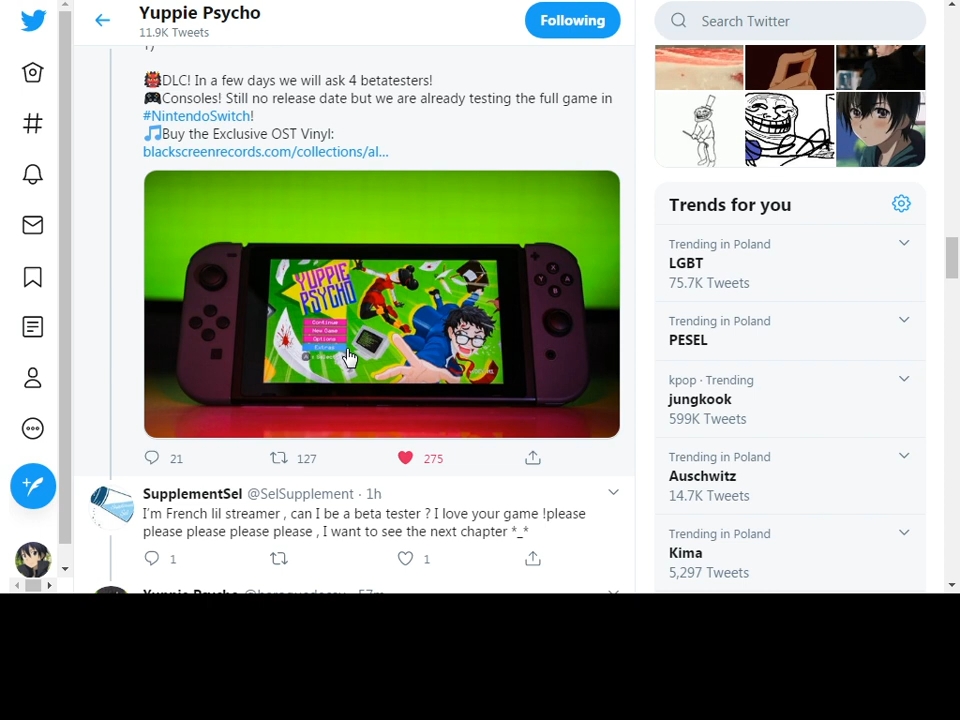 Yuppie Psycho
11.9K Tweets
Following
Search Twitter
DLC! In a few days we will ask 4 betatesters!
Consoles! Still no release date but we are already testing the full game in
#NintendoSwitch!
Buy the Exclusive OST Vinyl:
blackscreenrecords.com/collections/al...
YUPPIE
PSYCHO
Continue
New Game
Options
Extras
21
127
275
SupplementSel @SelSupplement · 1h
I'm French lil streamer , can I be a beta tester ? I love your game !please
please please please please , I want to see the next chapter *_*
1
1
Trends for you
Trending in Poland
LGBT
75.7K Tweets
Trending in Poland
PESEL
kpop · Trending
jungkook
599K Tweets
Trending in Poland
Auschwitz
14.7K Tweets
Trending in Poland
Kima
5,297 Tweets